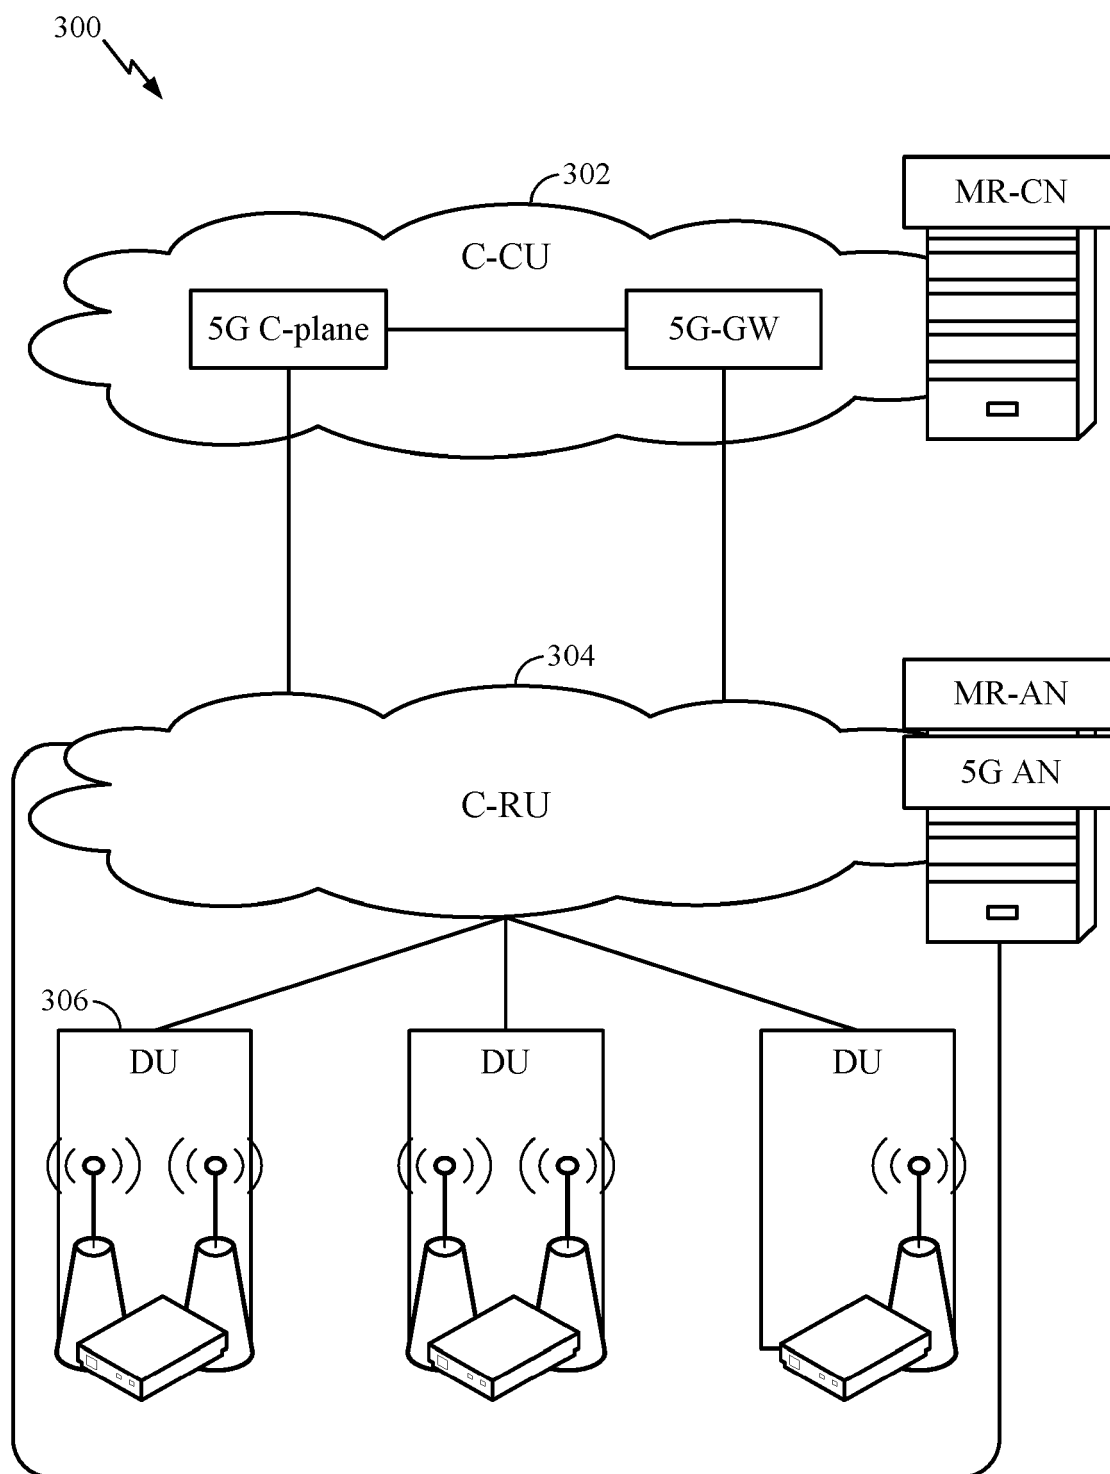 300
302
MR-CN
C-CU
5G C-plane
5G-GW
304
MR-AN
5G AN
C-RU
306
DU
DU
DU